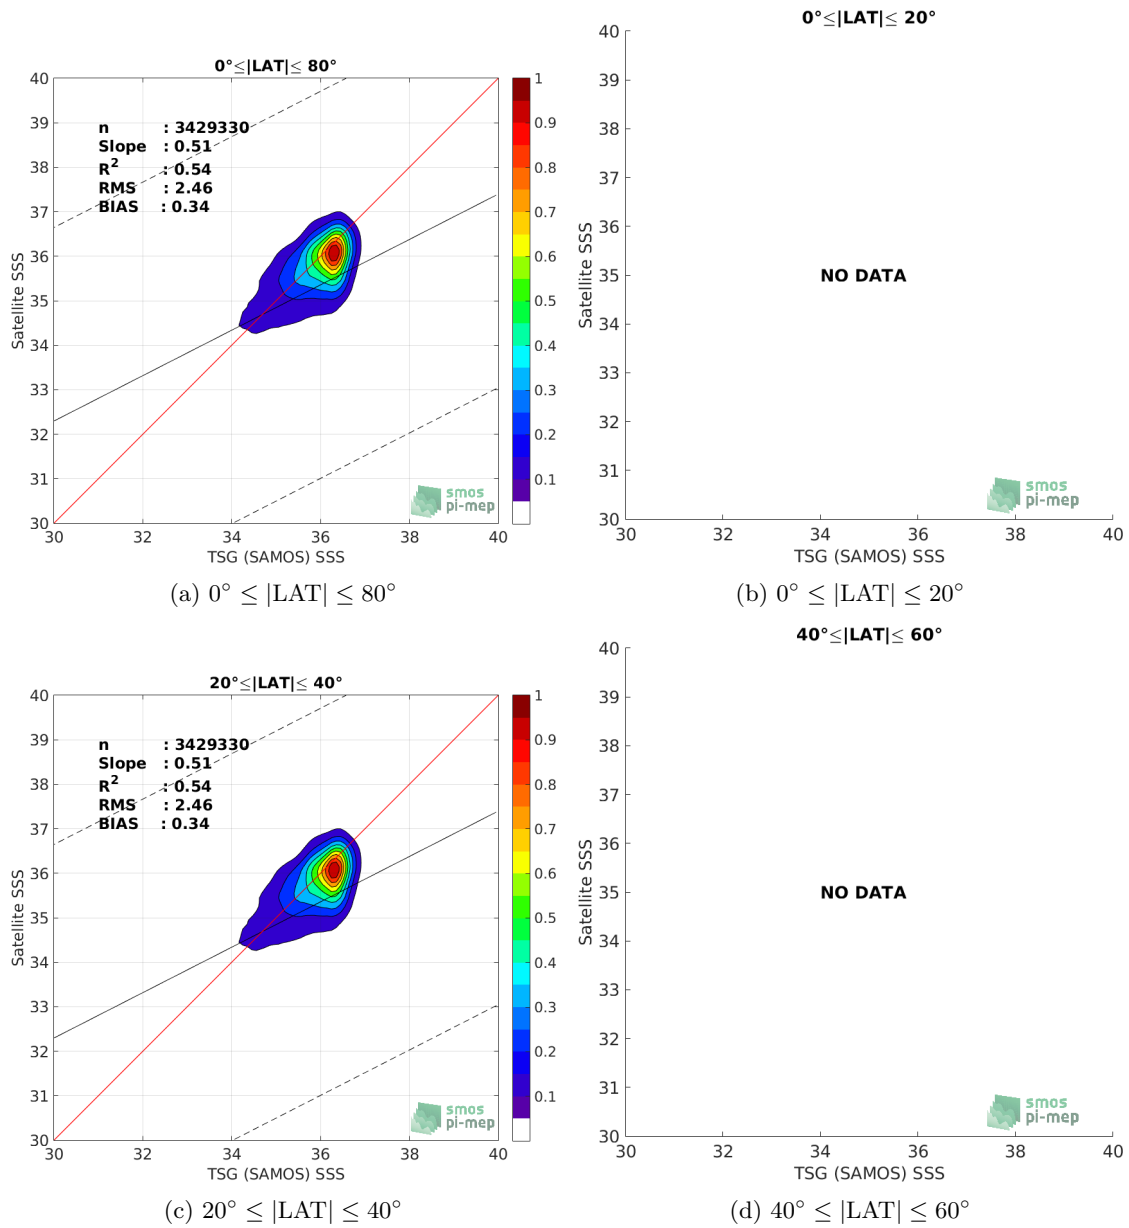 0°≤|LAT|≤ 80°
40
39
38
37
36
35
34
33
32
31
30
Satellite SSS
n : 3429330
Slope : 0.51
R2 : 0.54
RMS : 2.46
BIAS : 0.34
1
0.9
0.8
0.7
0.6
0.5
0.4
0.3
0.2
0.1
smos
pi-mep
30 32 34 36 38 40
TSG (SAMOS) SSS
(a) 0° ≤ |LAT| ≤ 80°
0°≤|LAT|≤ 20°
40
39
38
37
36
35
34
33
32
31
30
Satellite SSS
NO DATA
smos
pi-mep
30 32 34 36 38 40
TSG (SAMOS) SSS
(b) 0° ≤ |LAT| ≤ 20°
20°≤|LAT|≤ 40°
40
39
38
37
36
35
34
33
32
31
30
Satellite SSS
n : 3429330
Slope : 0.51
R2 : 0.54
RMS : 2.46
BIAS : 0.34
1
0.9
0.8
0.7
0.6
0.5
0.4
0.3
0.2
0.1
smos
pi-mep
30 32 34 36 38 40
TSG (SAMOS) SSS
(c) 20° ≤ |LAT| ≤ 40°
40°≤|LAT|≤ 60°
40
39
38
37
36
35
34
33
32
31
30
Satellite SSS
NO DATA
smos
pi-mep
30 32 34 36 38 40
TSG (SAMOS) SSS
(d) 40° ≤ |LAT| ≤ 60°